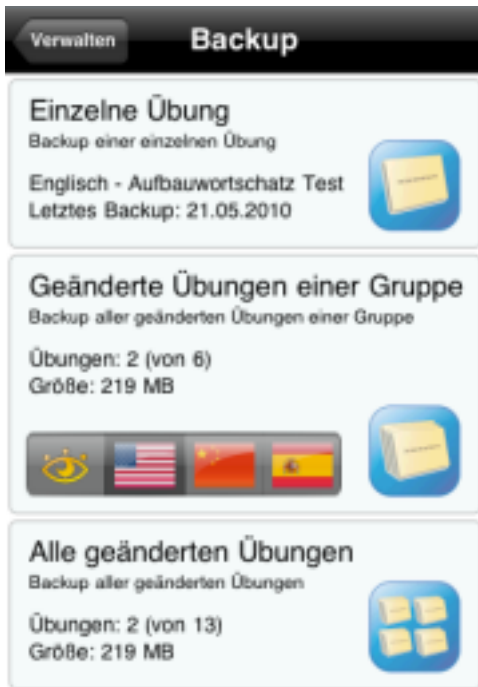 Verwalten
Backup
Einzelne Übung
Backup einer einzelnen Übung
Englisch - Aufbauwortschatz Test
Letztes Backup: 21.05.2010
Geänderte Übungen einer Gruppe
Backup aller geänderten Übungen einer Gruppe
Übungen: 2 (von 6)
Größe: 219 MB
Alle geänderten Übungen
Backup aller geänderten Übungen
Übungen: 2 (von 13)
Größe: 219 MB